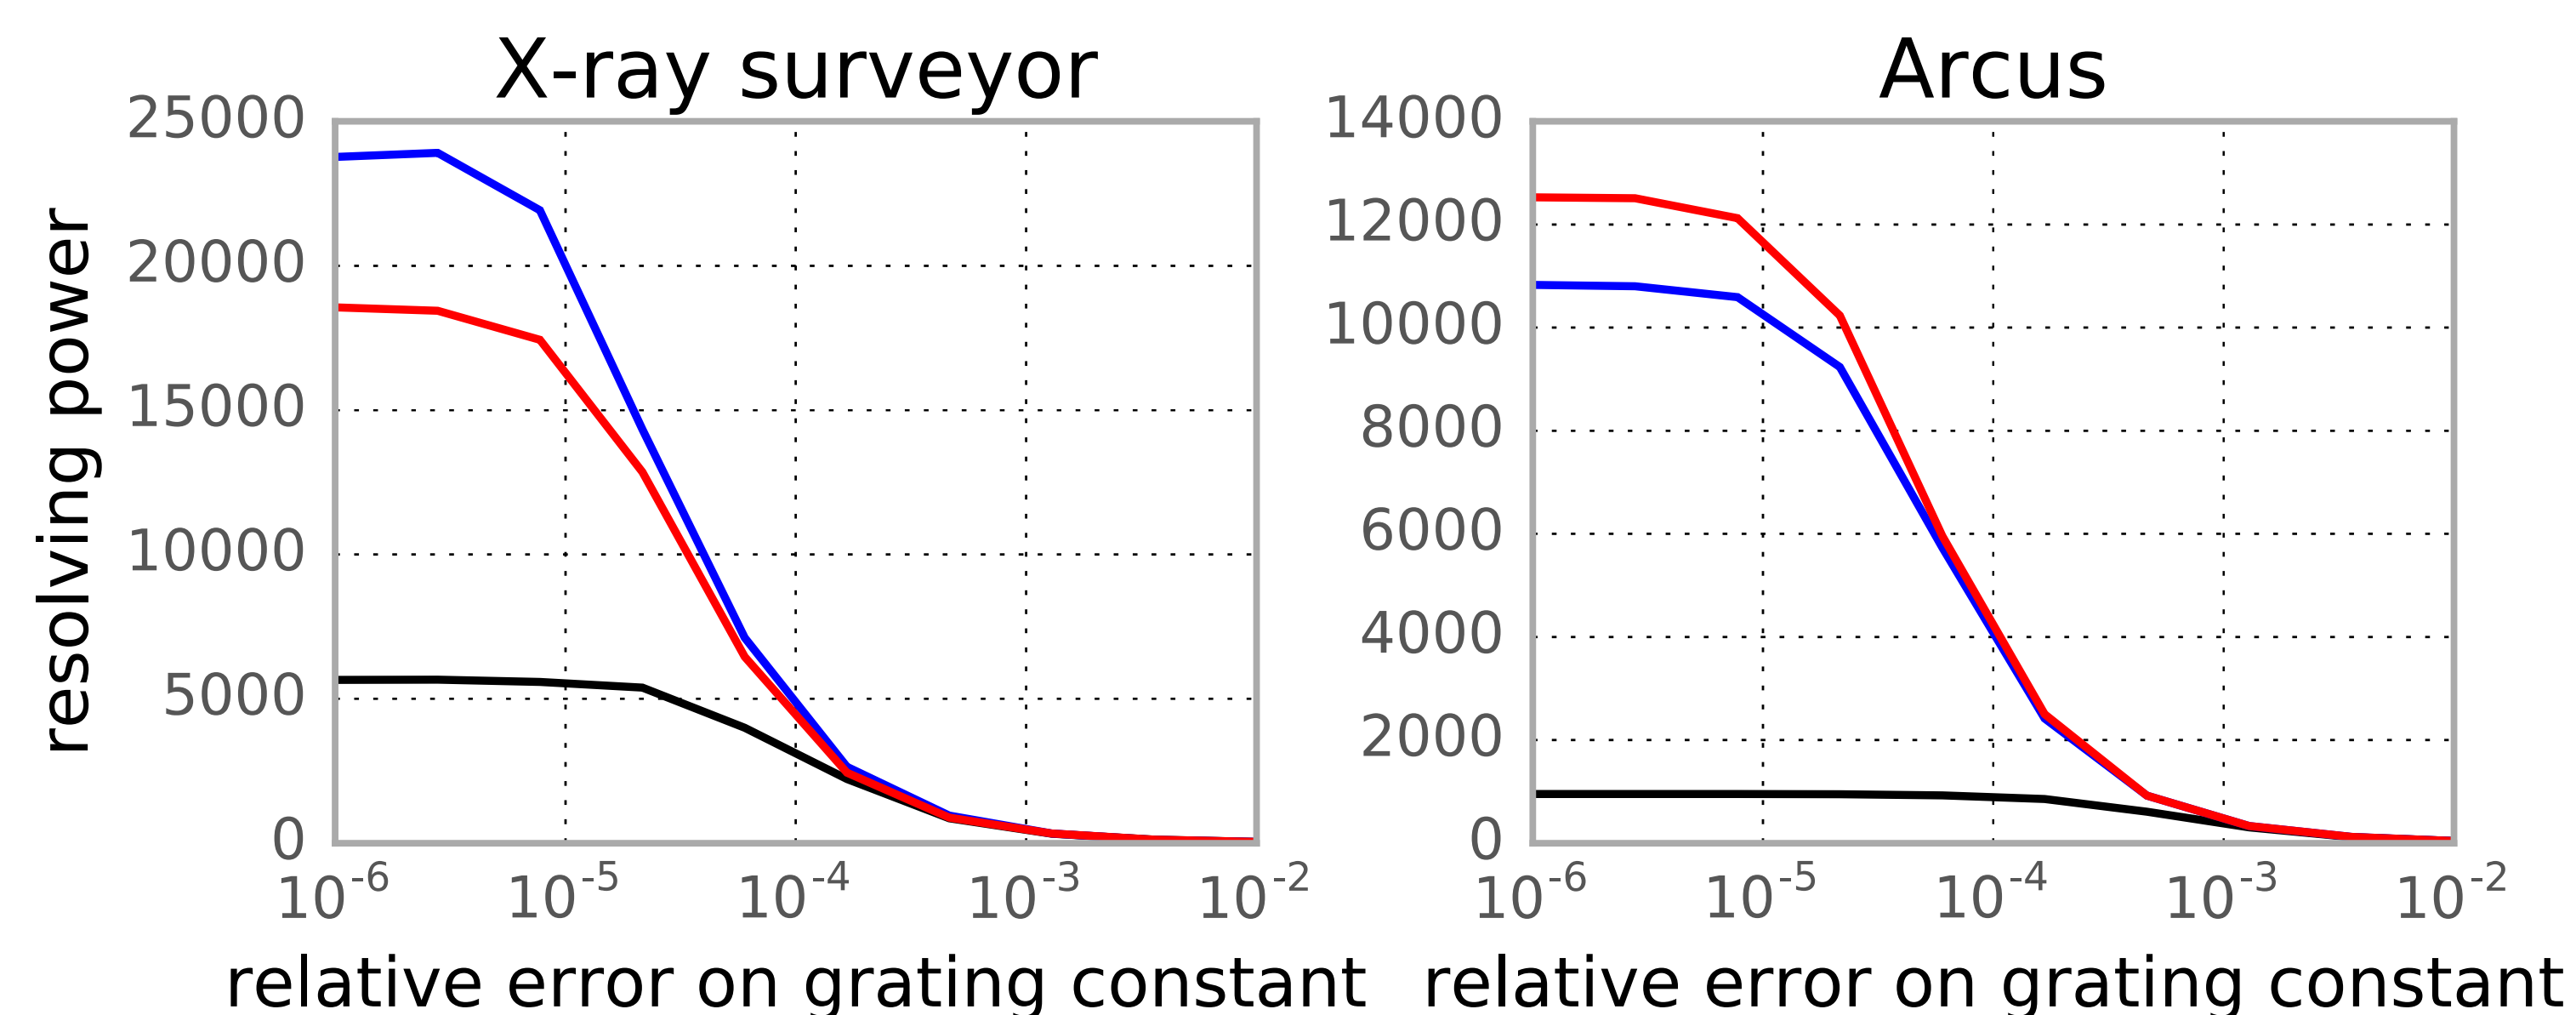 X-ray surveyor
25000
20000
15000
10000
5000
0
resolving power
10-6 10-5 10-4 10-3 10-2
relative error on grating constant
Arcus
14000
12000
10000
8000
6000
4000
2000
0
10-6 10-5 10-4 10-3 10-2
relative error on grating constant